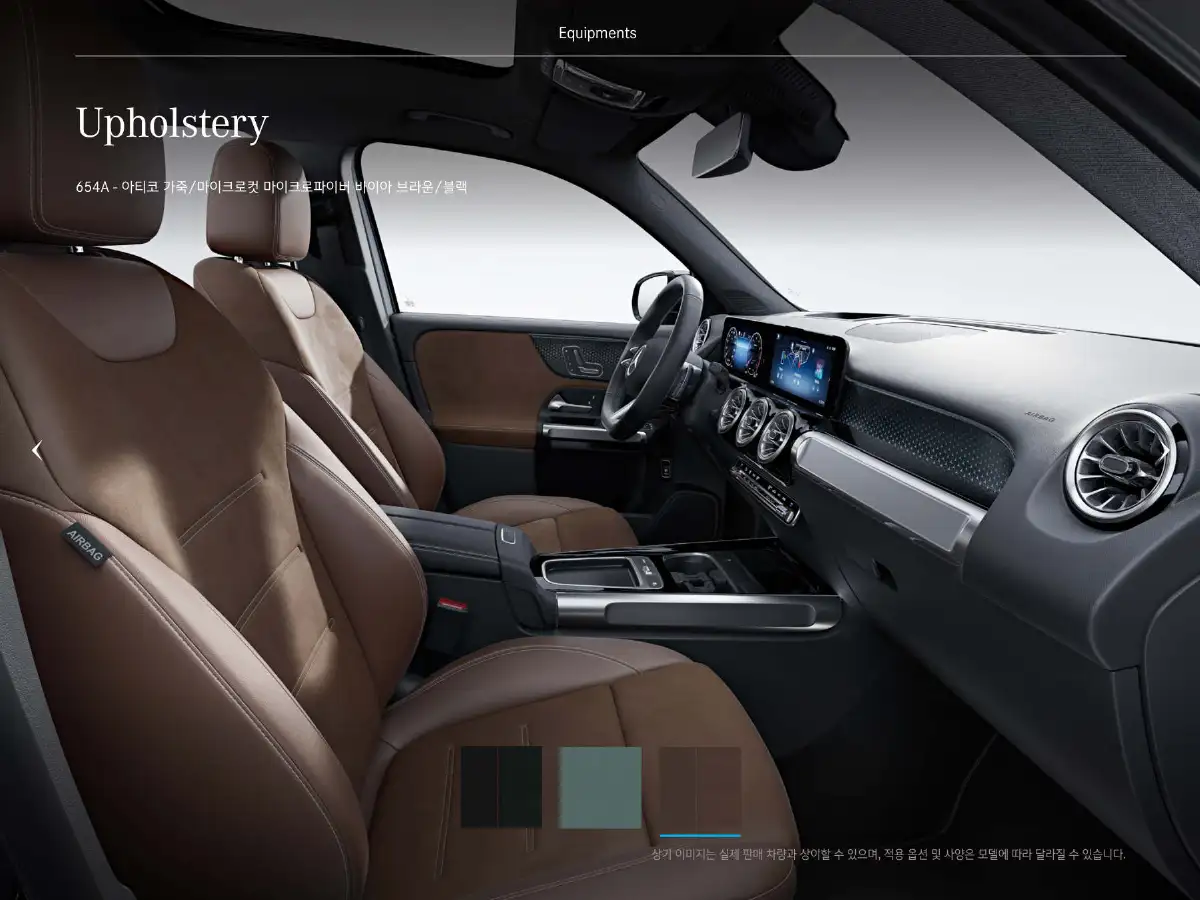 Equipments
Upholstery
654A - 아티코 가죽/마이크로컷 마이크로파이버 바이아 브라운/블랙
AIRBAG
AIRBAG
상기 이미지는 실제 판매 차량과 상이할 수 있으며, 적용 옵션 및 사양은 모델에 따라 달라질 수 있습니다.